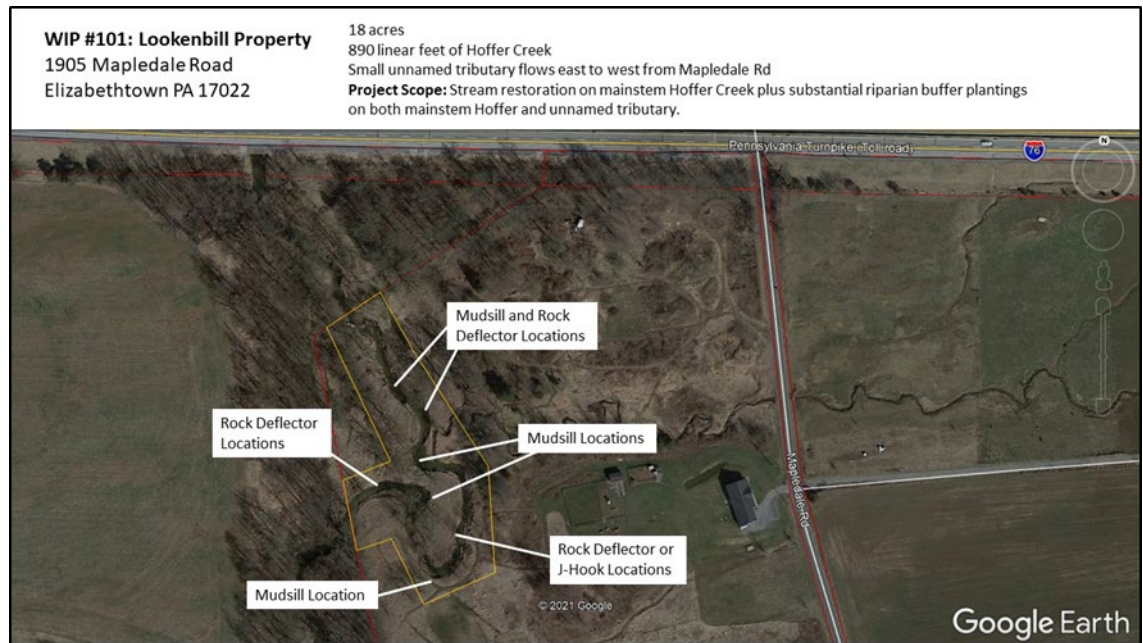 WIP #101: Lookenbill Property
1905 Mapledale Road
Elizabethtown PA 17022
18 acres
890 linear feet of Hoffer Creek
Small unnamed tributary flows east to west from Mapledale Rd
Project Scope: Stream restoration on mainstem Hoffer Creek plus substantial riparian buffer plantings
on both mainstem Hoffer and unnamed tributary.
Pennsylvania Turnpike (Toll road)
76
N
Mudsill and Rock
Deflector Locations
Rock Deflector
Locations
Mudsill Locations
Mapledale Rd
Rock Deflector or
J-Hook Locations
Mudsill Location
© 2021 Google
Google Earth